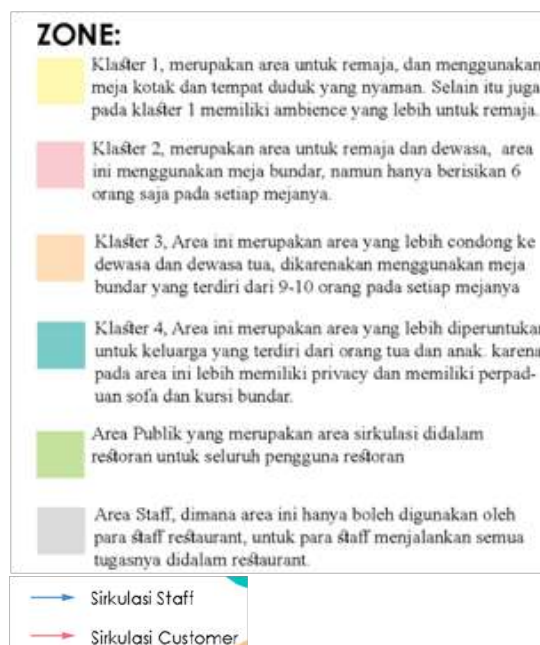 ZONE:
Klaster 1, merupakan area untuk remaja, dan menggunakan
meja kotak dan tempat duduk yang nyaman. Selain itu juga
pada klaster 1 memiliki ambience yang lebih untuk remaja.
Klaster 2, merupakan area untuk remaja dan dewasa, area
ini menggunakan meja bundar, namun hanya berisikan 6
orang saja pada setiap mejanya.
Klaster 3, Area ini merupakan area yang lebih condong ke
dewasa dan dewasa tua, dikarenakan menggunakan meja
bundar yang terdiri dari 9-10 orang pada setiap mejanya
Klaster 4, Area ini merupakan area yang lebih diperuntukan
untuk keluarga yang terdiri dari orang tua dan anak. karena
pada area ini lebih memiliki privacy dan memiliki perpad-
uan sofa dan kursi bundar.
Area Publik yang merupakan area sirkulasi didalam
restoran untuk seluruh pengguna restoran
Area Staff, dimana area ini hanya boleh digunakan oleh
para staff restaurant, untuk para staff menjalankan semua
tugasnya didalam restaurant.
Sirkulasi Staff
Sirkulasi Customer